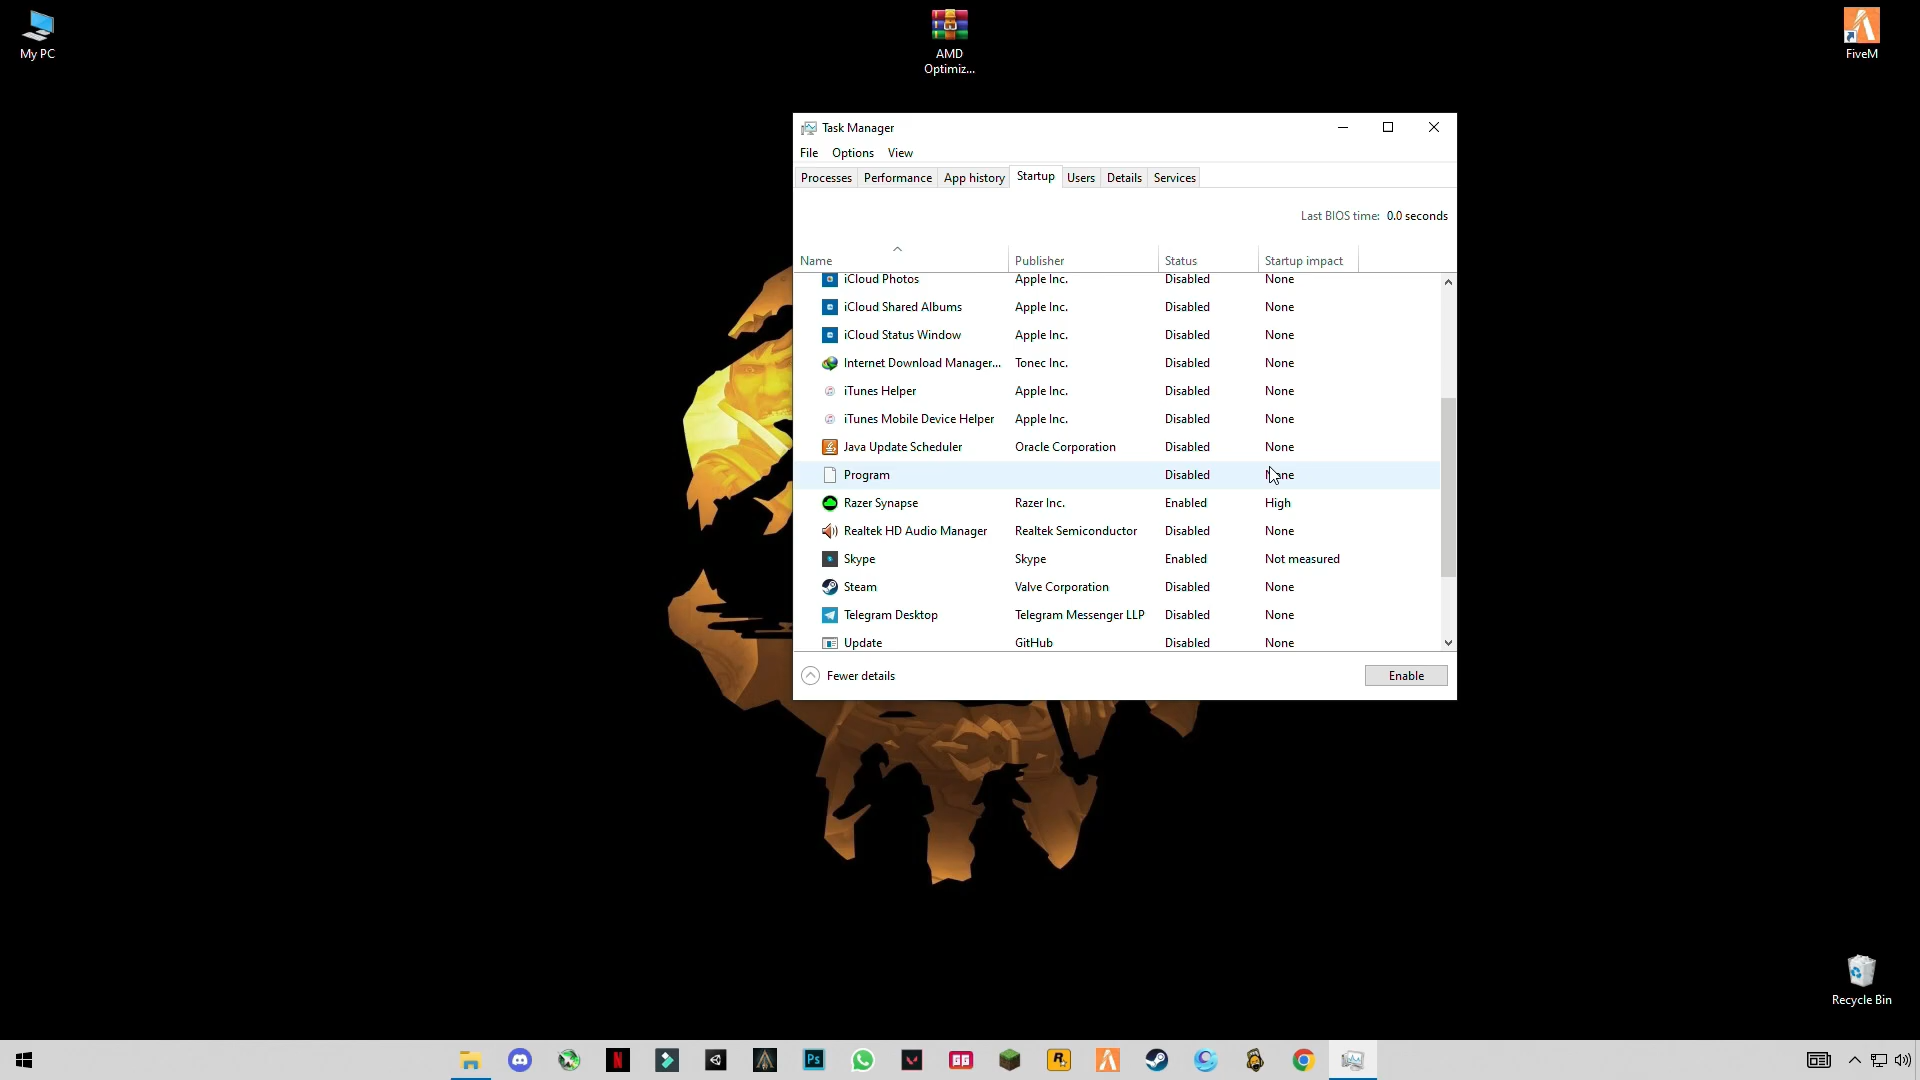 My PC
AMD
Optimiz...
FiveM
Task Manager
File Options View
Processes Performance App history Startup Users Details Services
Last BIOS time: 0.0 seconds
Name Publisher Status Startup impact
iCloud Photos Apple Inc. Disabled None
iCloud Shared Albums Apple Inc. Disabled None
iCloud Status Window Apple Inc. Disabled None
Internet Download Manager... Tonec Inc. Disabled None
iTunes Helper Apple Inc. Disabled None
iTunes Mobile Device Helper Apple Inc. Disabled None
Java Update Scheduler Oracle Corporation Disabled None
Program Disabled None
Razer Synapse Razer Inc. Enabled High
Realtek HD Audio Manager Realtek Semiconductor Disabled None
Skype Skype Enabled Not measured
Steam Valve Corporation Disabled None
Telegram Desktop Telegram Messenger LLP Disabled None
Update GitHub Disabled None
Fewer details Enable
Recycle Bin
N Ps GG R